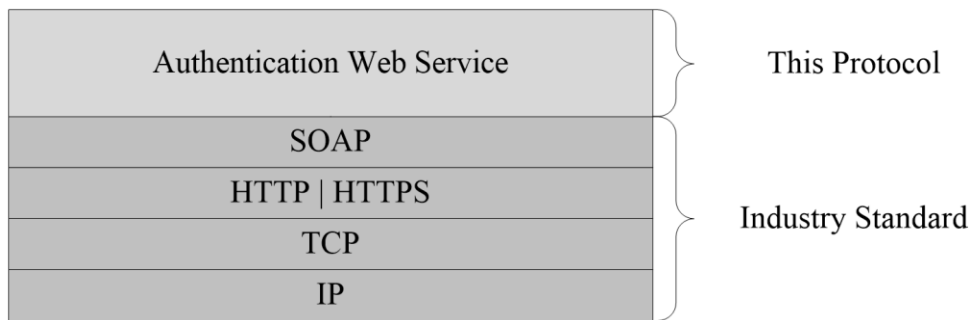 Authentication Web Service
This Protocol
SOAP
HTTP | HTTPS
TCP
IP
Industry Standard